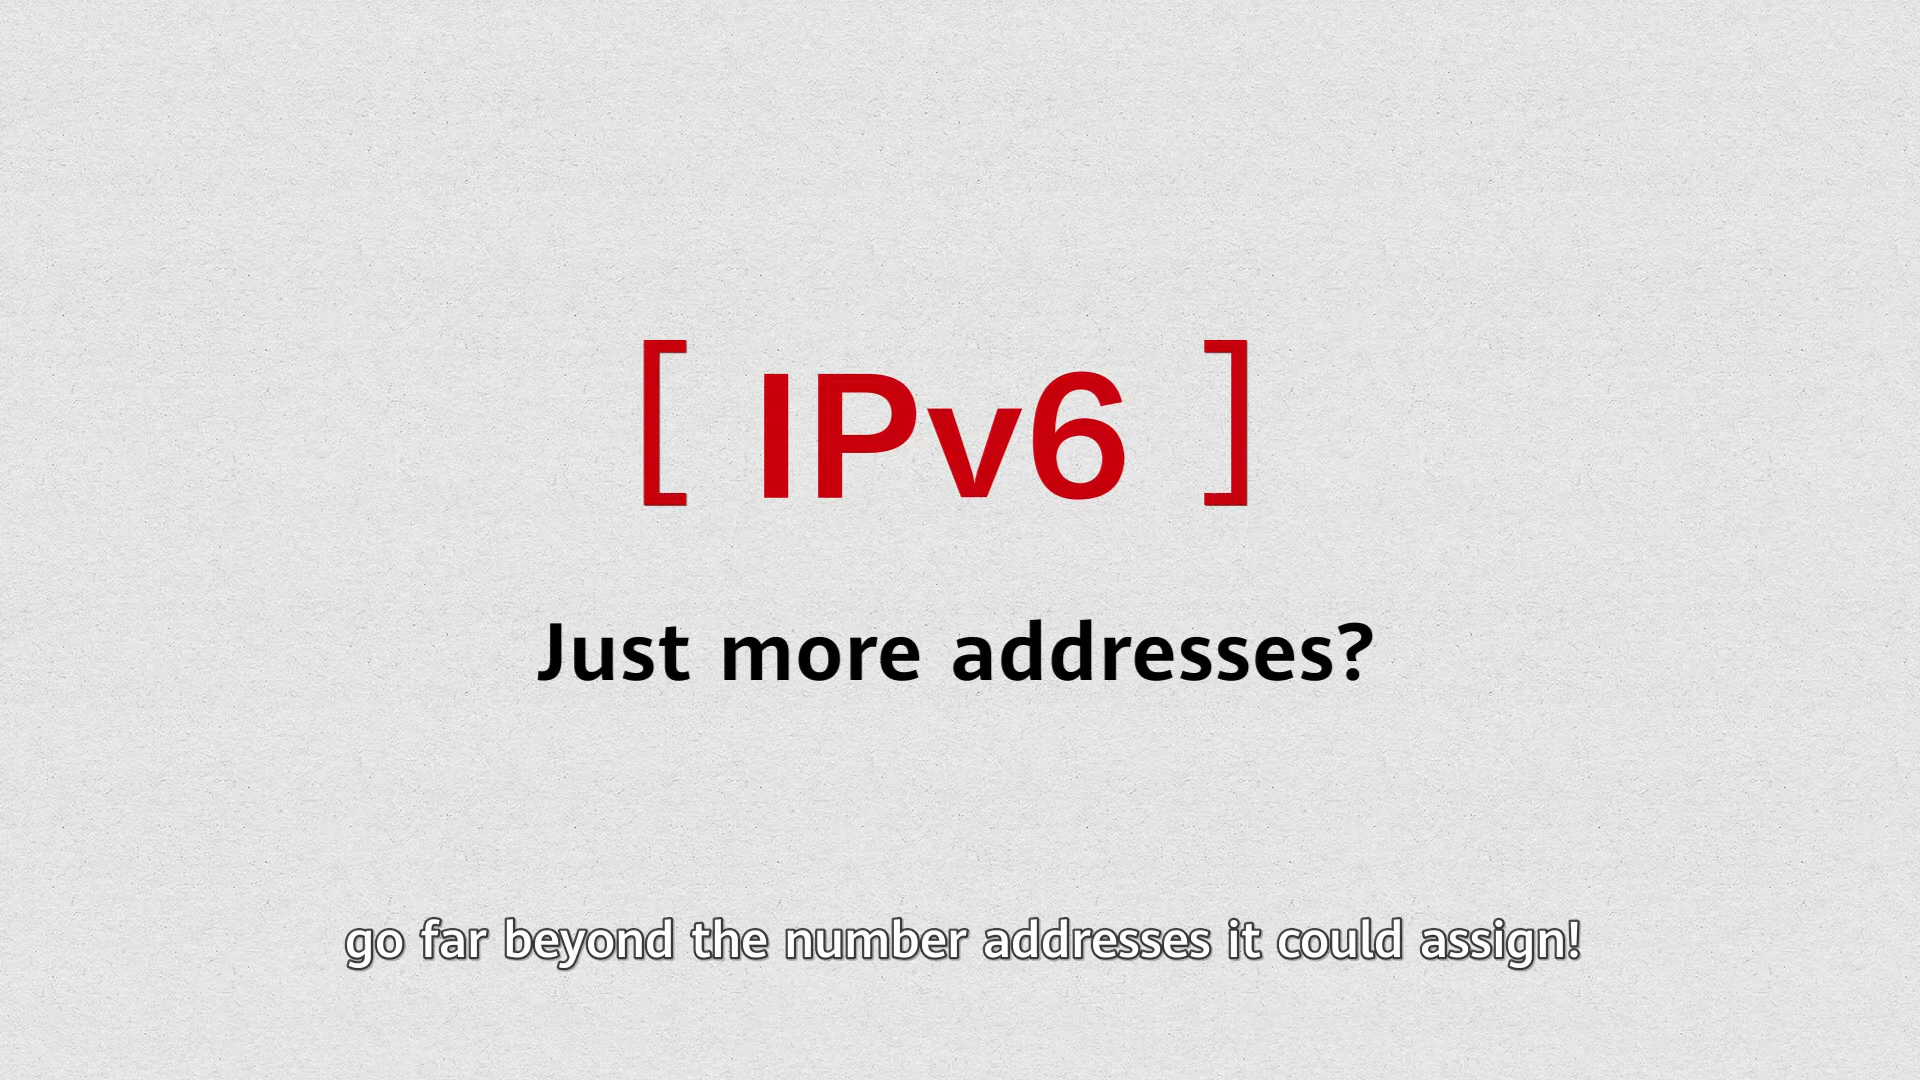 [ IPv6 ]
Just more addresses?
go far beyond the number addresses it could assign!